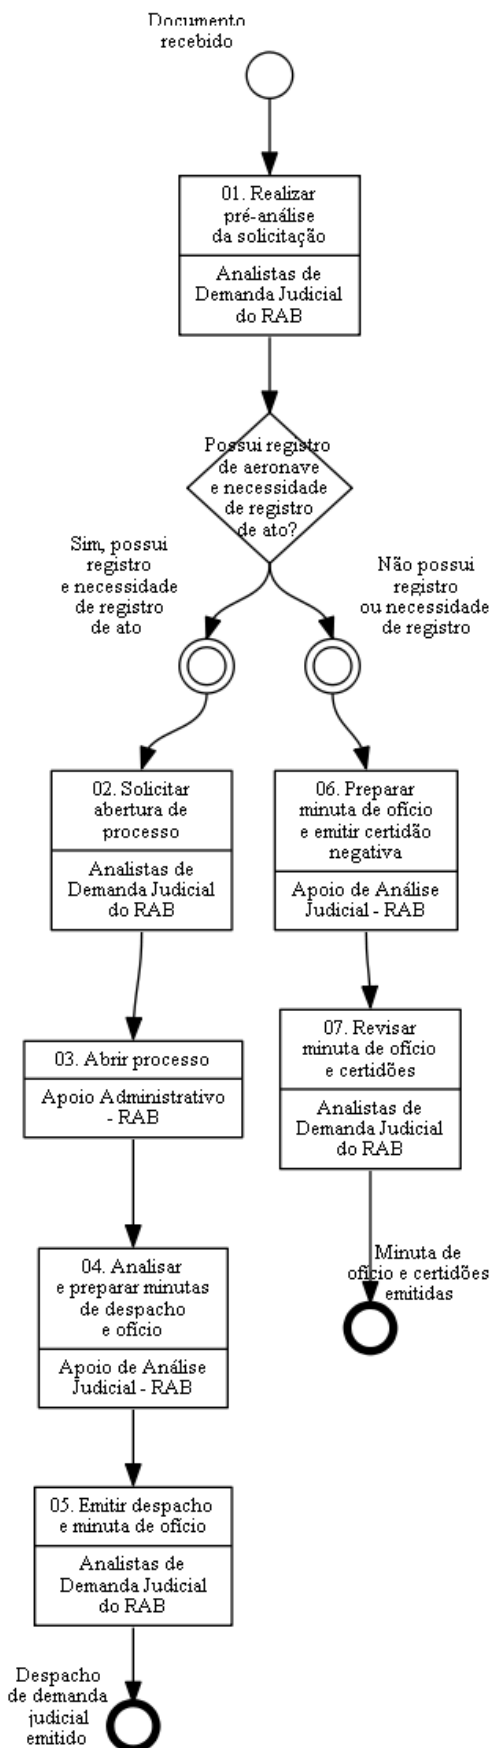 Documento
recebido
01. Realizar
pré-análise
da solicitação
Analistas de
Demanda Judicial
do RAB
Possui registro
de aeronave
e necessidade
de registro
de ato?
Sim, possui
registro
e necessidade
de registro
de ato
Não possui
registro
ou necessidade
de registro
02. Solicitar
abertura de
processo
Analistas de
Demanda Judicial
do RAB
06. Preparar
minuta de ofício
e emitir certidão
negativa
Apoio de Análise
Judicial - RAB
03. Abrir processo
Apoio Administrativo
- RAB
07. Revisar
minuta de ofício
e certidões
Analistas de
Demanda Judicial
do RAB
04. Analisar
e preparar minutas
de despacho
e ofício
Apoio de Análise
Judicial - RAB
Minuta de
ofício e certidões
emitidas
05. Emitir despacho
e minuta de ofício
Analistas de
Demanda Judicial
do RAB
Despacho
de demanda
judicial
emitido